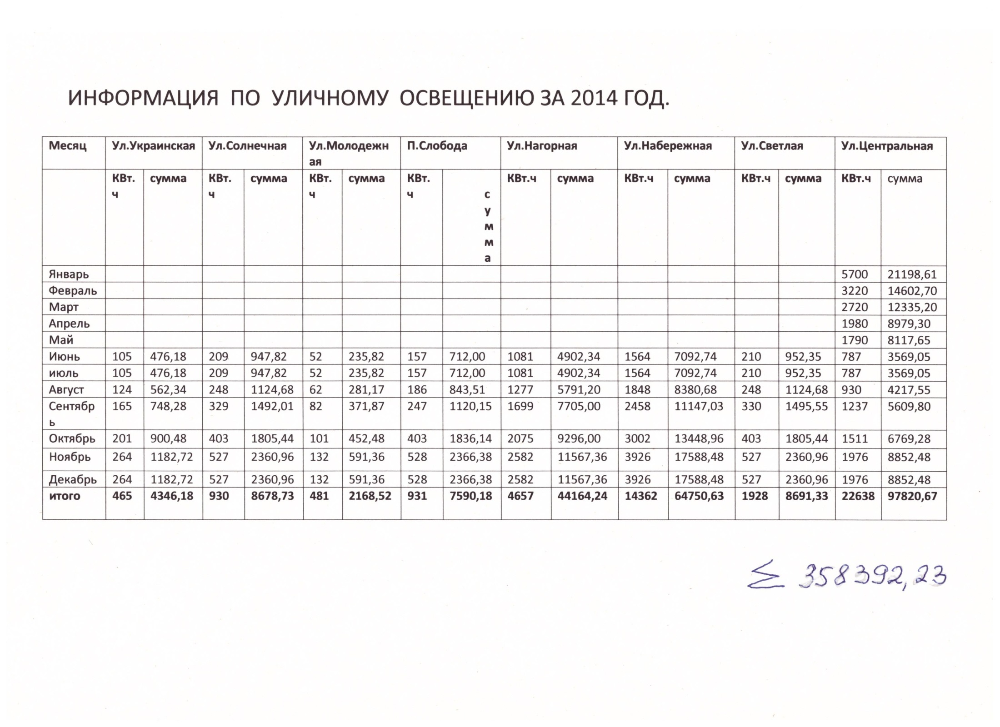 ИНФОРМАЦИЯ ПО УЛИЧНОМУ ОСВЕЩЕНИЮ ЗА 2014 ГОД.
Месяц Ул.Украинская Ул.Солнечная Ул.Молодежн П.Слобода Ул.Нагорная Ул.Набережная Ул.Светлая Ул.Центральная
ая
КВт. сумма КВт. сумма КВт. сумма КВт. КВт.ч сумма КВт.ч сумма КВт.ч сумма КВт.ч сумма
ч ч ч ч с
у
м
м
а
Январь 5700 21198,61
Февраль 3220 14602,70
Март 2720 12335,20
Апрель 1980 8979,30
Май 1790 8117,65
Июнь 105 476,18 209 947,82 52 235,82 157 712,00 1081 4902,34 1564 7092,74 210 952,35 787 3569,05
июль 105 476,18 209 947,82 52 235,82 157 712,00 1081 4902,34 1564 7092,74 210 952,35 787 3569,05
Август 124 562,34 248 1124,68 62 281,17 186 843,51 1277 5791,20 1848 8380,68 248 1124,68 930 4217,55
Сентябр 165 748,28 329 1492,01 82 371,87 247 1120,15 1699 7705,00 2458 11147,03 330 1495,55 1237 5609,80
ь
Октябрь 201 900,48 403 1805,44 101 452,48 403 1836,14 2075 9296,00 3002 13448,96 403 1805,44 1511 6769,28
Ноябрь 264 1182,72 527 2360,96 132 591,36 528 2366,38 2582 11567,36 3926 17588,48 527 2360,96 1976 8852,48
Декабрь 264 1182,72 527 2360,96 132 591,36 528 2366,38 2582 11567,36 3926 17588,48 527 2360,96 1976 8852,48
итого 465 4346,18 930 8678,73 481 2168,52 931 7590,18 4657 44164,24 14362 64750,63 1928 8691,33 22638 97820,67
Σ 358392,23